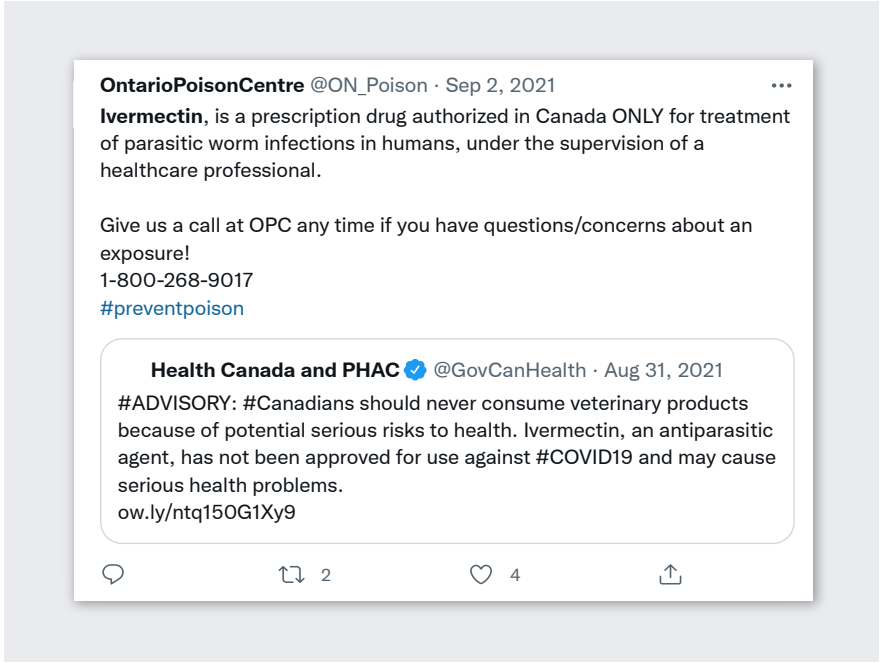 OntarioPoisonCentre @ON_Poison · Sep 2, 2021
Ivermectin, is a prescription drug authorized in Canada ONLY for treatment
of parasitic worm infections in humans, under the supervision of a
healthcare professional.
Give us a call at OPC any time if you have questions/concerns about an
exposure!
1-800-268-9017
#preventpoison
Health Canada and PHAC @GovCanHealth · Aug 31, 2021
#ADVISORY: #Canadians should never consume veterinary products
because of potential serious risks to health. Ivermectin, an antiparasitic
agent, has not been approved for use against #COVID19 and may cause
serious health problems.
ow.ly/ntq150G1Xy9
2 4